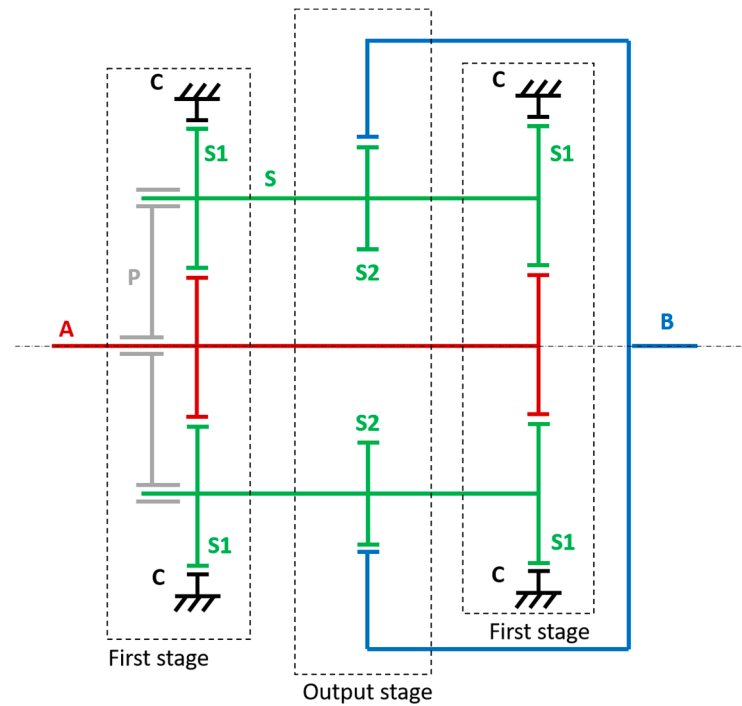 C
C
S1
S1
S
S2
P
A
B
S2
S1
S1
C
C
First stage
First stage
Output stage